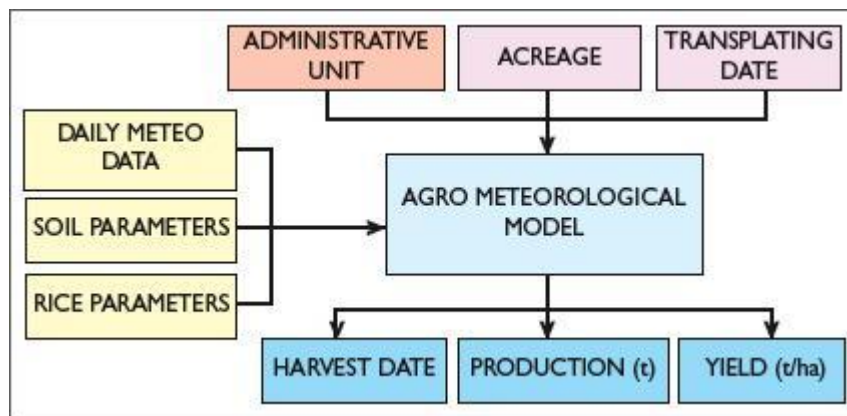 ADMINISTRATIVE
UNIT
ACREAGE
TRANSPLATING
DATE
DAILY METEO
DATA
SOIL PARAMETERS
RICE PARAMETERS
AGRO METEOROLOGICAL
MODEL
HARVEST DATE
PRODUCTION (t)
YIELD (t/ha)